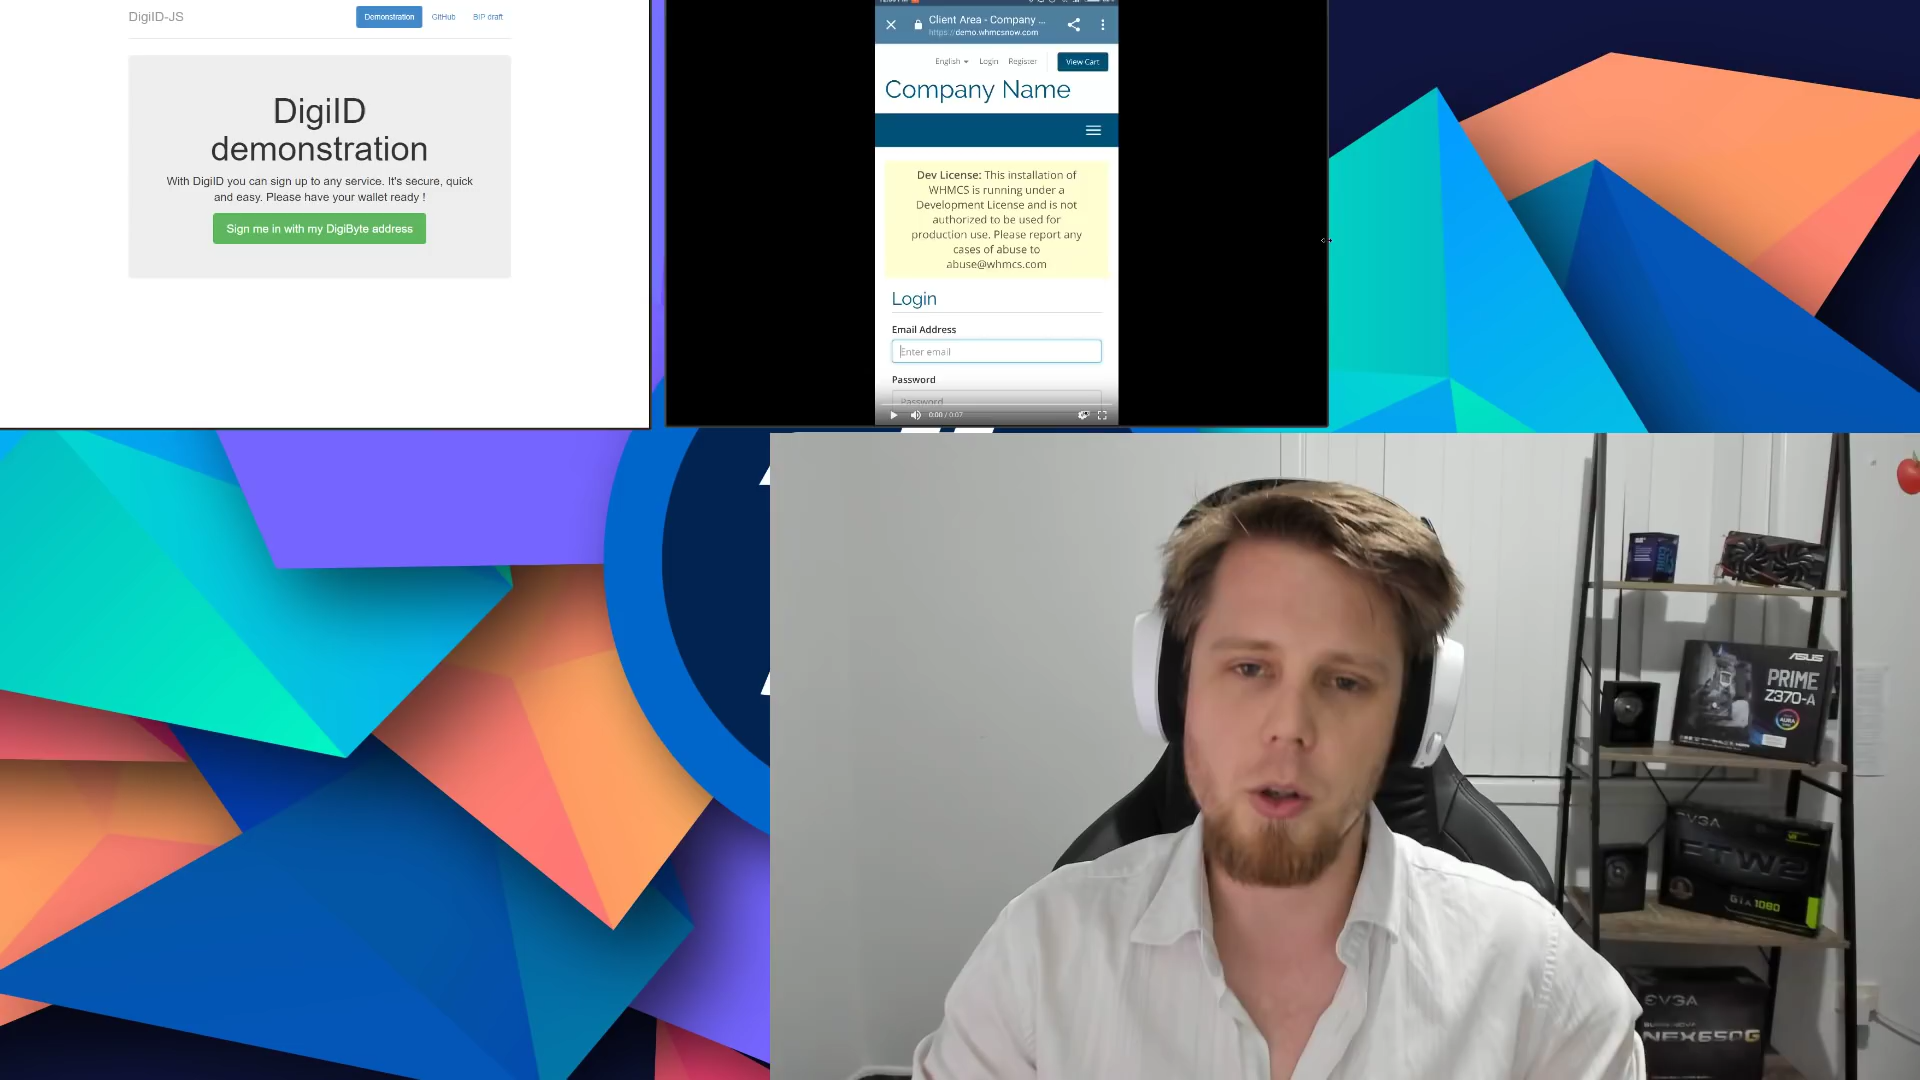 DigiID-JS
Demonstration
GitHub
BIP draft
DigiID
demonstration
With DigiID you can sign up to any service. It's secure, quick
and easy. Please have your wallet ready !
Sign me in with my DigiByte address
Client Area - Company ...
https://demo.whmcsnow.com
English
Login
Register
View Cart
Company Name
Dev License: This installation of
WHMCS is running under a
Development License and is not
authorized to be used for
production use. Please report any
cases of abuse to
abuse@whmcs.com
Login
Email Address
Enter email
Password
Password
0:00 / 0:07
ASUS
PRIME
Z370-A
EVGA
FTW2
GTX 1080
EVGA
NEX650G